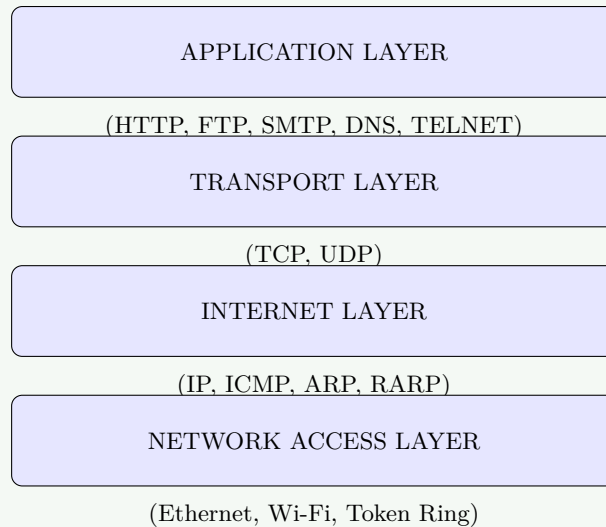 APPLICATION LAYER
(HTTP, FTP, SMTP, DNS, TELNET)
TRANSPORT LAYER
(TCP, UDP)
INTERNET LAYER
(IP, ICMP, ARP, RARP)
NETWORK ACCESS LAYER
(Ethernet, Wi-Fi, Token Ring)